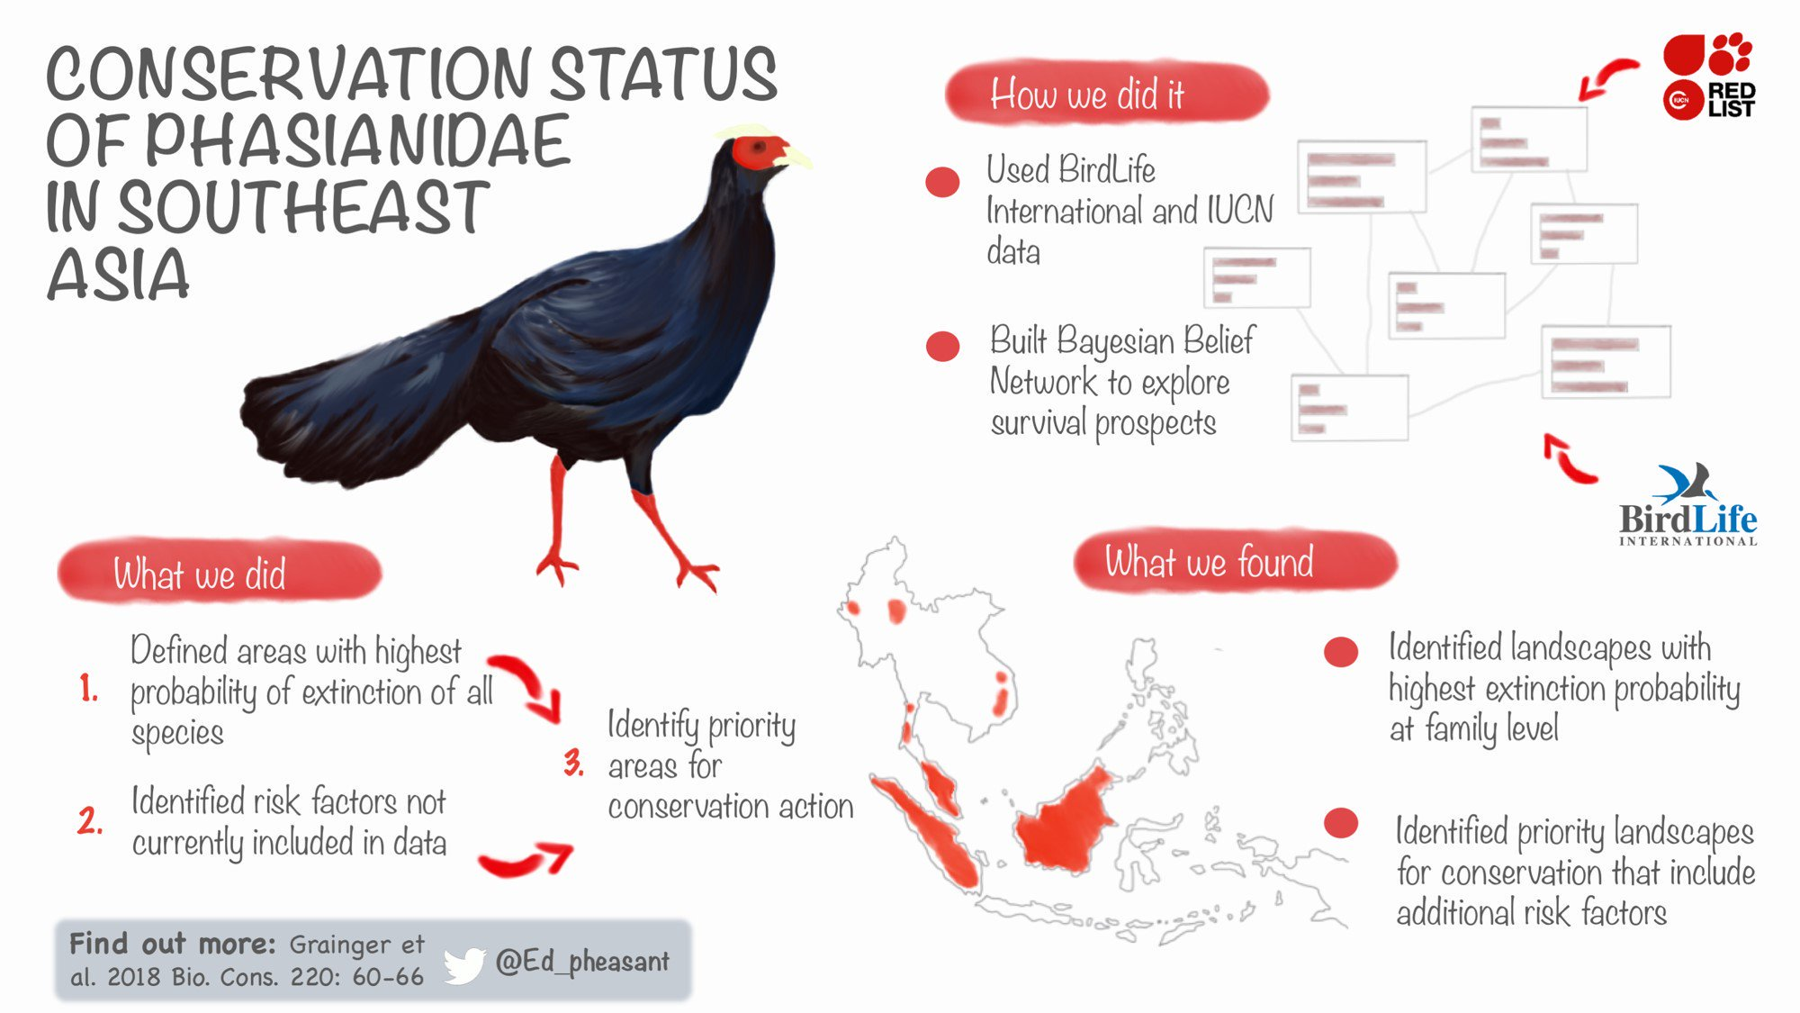 CONSERVATION STATUS
OF PHASIANIDAE
IN SOUTHEAST
ASIA
How we did it
Used BirdLife
International and IUCN
data
Built Bayesian Belief
Network to explore
survival prospects
IUCN
RED
LIST
BirdLife
INTERNATIONAL
What we did
1.
Defined areas with highest
probability of extinction of all
species
2.
Identified risk factors not
currently included in data
3.
Identify priority
areas for
conservation action
What we found
Identified landscapes with
highest extinction probability
at family level
Identified priority landscapes
for conservation that include
additional risk factors
Find out more: Grainger et
al. 2018 Bio. Cons. 220: 60-66
@Ed_pheasant